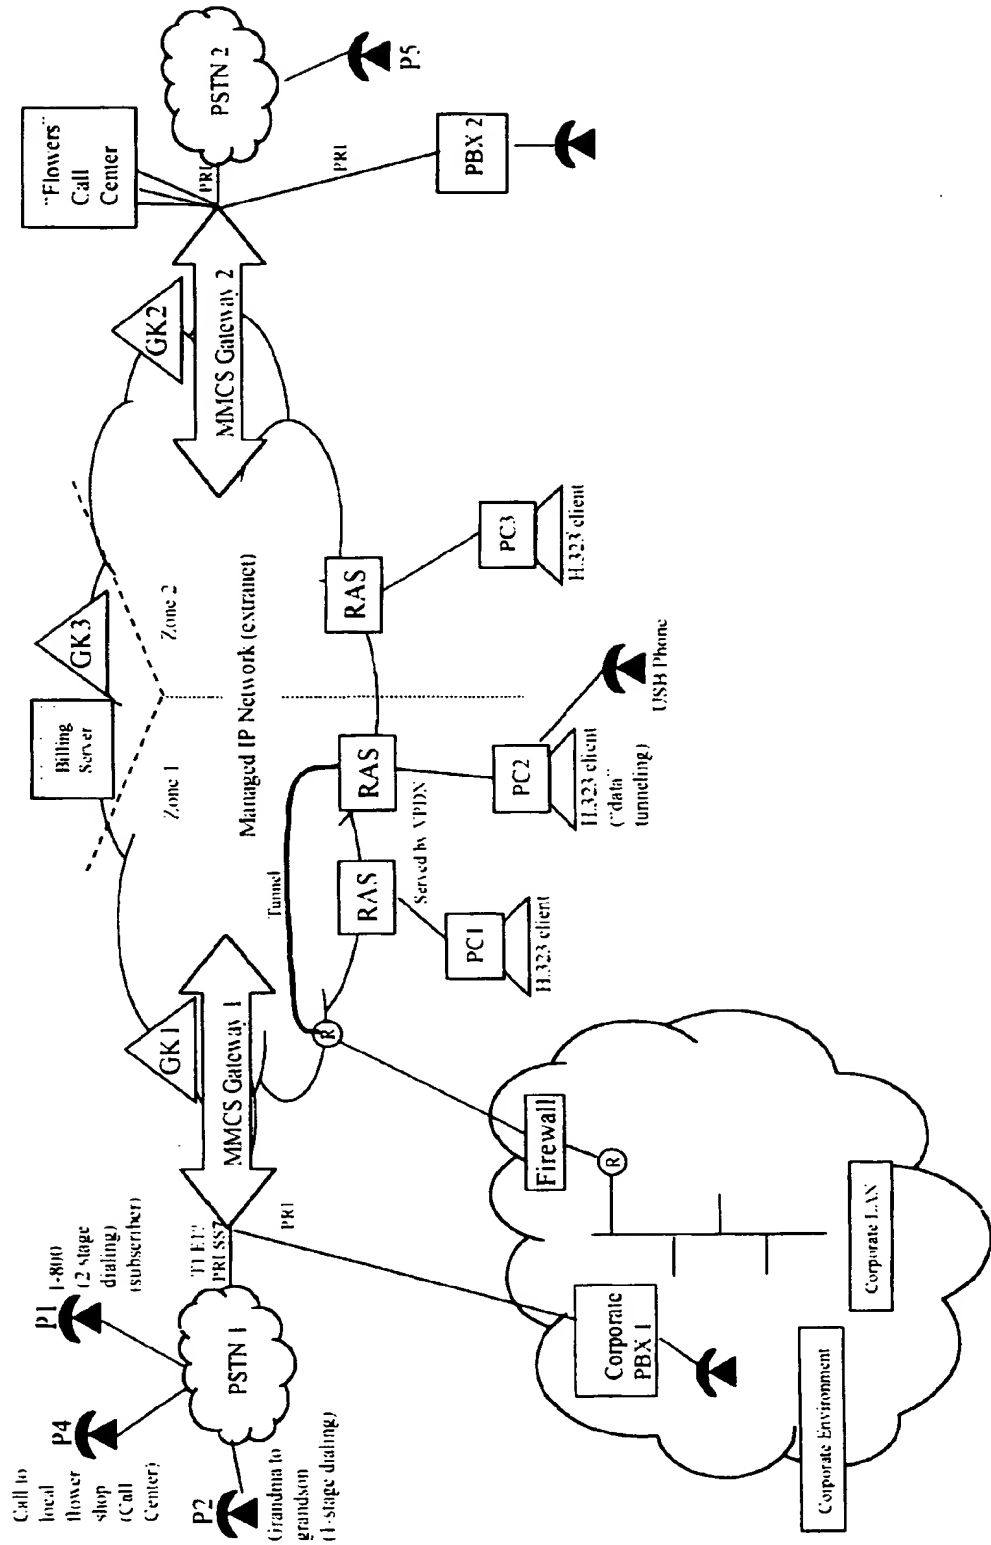 Call to
local
flower
shop
(Call
Center)
P4
P1
1-800
(2 stage
dialing)
(subscriber)
P2
Grandma to
grandson
(1-stage dialing)
PSTN 1
PRI SS7
PRI
GK1
MMCS Gateway 1
Billing
Server
GK3
Zone 1
Zone 2
Managed IP Network (extranet)
Tunnel
R
RAS
RAS
RAS
Served by VPDN
PC1
H.323 client
PC2
H.323 client
("data"
tunneling)
USB Phone
PC3
H.323 client
GK2
MMCS Gateway 2
"Flowers"
Call
Center
PRI
PSTN 2
P5
PRI
PBX 2
Firewall
R
Corporate
PBX 1
Corporate LAN
Corporate Environment